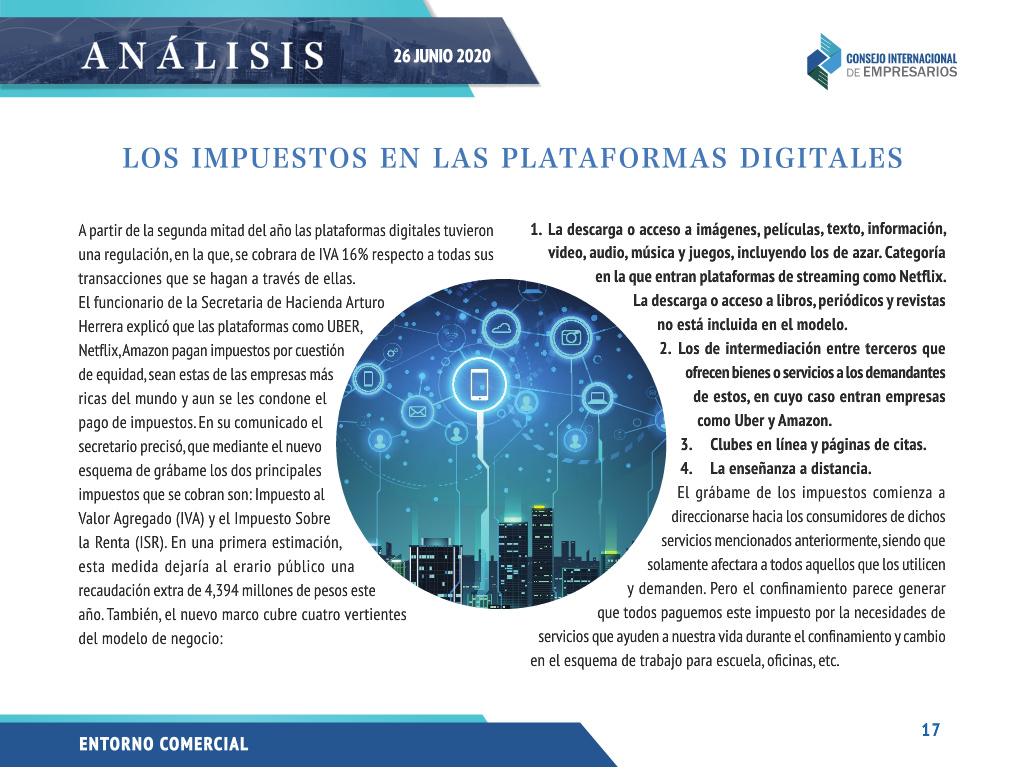 ANÁLISIS
26 JUNIO 2020
CONSEJO INTERNACIONAL
DE EMPRESARIOS
LOS IMPUESTOS EN LAS PLATAFORMAS DIGITALES
A partir de la segunda mitad del año las plataformas digitales tuvieron
una regulación, en la que, se cobrara de IVA 16% respecto a todas sus
transacciones que se hagan a través de ellas.
El funcionario de la Secretaria de Hacienda Arturo
Herrera explicó que las plataformas como UBER,
Netflix, Amazon pagan impuestos por cuestión
de equidad, sean estas de las empresas más
ricas del mundo y aun se les condone el
pago de impuestos. En su comunicado el
secretario precisó, que mediante el nuevo
esquema de grábame los dos principales
impuestos que se cobran son: Impuesto al
Valor Agregado (IVA) y el Impuesto Sobre
la Renta (ISR). En una primera estimación,
esta medida dejaría al erario público una
recaudación extra de 4,394 millones de pesos este
año. También, el nuevo marco cubre cuatro vertientes
del modelo de negocio:
1. La descarga o acceso a imágenes, películas, texto, información,
video, audio, música y juegos, incluyendo los de azar. Categoría
en la que entran plataformas de streaming como Netflix.
La descarga o acceso a libros, periódicos y revistas
no está incluida en el modelo.
2. Los de intermediación entre terceros que
ofrecen bienes o servicios a los demandantes
de estos, en cuyo caso entran empresas
como Uber y Amazon.
3. Clubes en línea y páginas de citas.
4. La enseñanza a distancia.
El grábame de los impuestos comienza a
direccionarse hacia los consumidores de dichos
servicios mencionados anteriormente, siendo que
solamente afectara a todos aquellos que los utilicen
y demanden. Pero el confinamiento parece generar
que todos paguemos este impuesto por la necesidades de
servicios que ayuden a nuestra vida durante el confinamiento y cambio
en el esquema de trabajo para escuela, oficinas, etc.
ENTORNO COMERCIAL
17